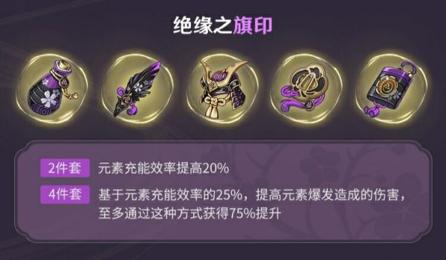 绝缘之旗印
2件套 元素充能效率提高20%
4件套 基于元素充能效率的25%，提高元素爆发造成的伤害，
至多通过这种方式获得75%提升